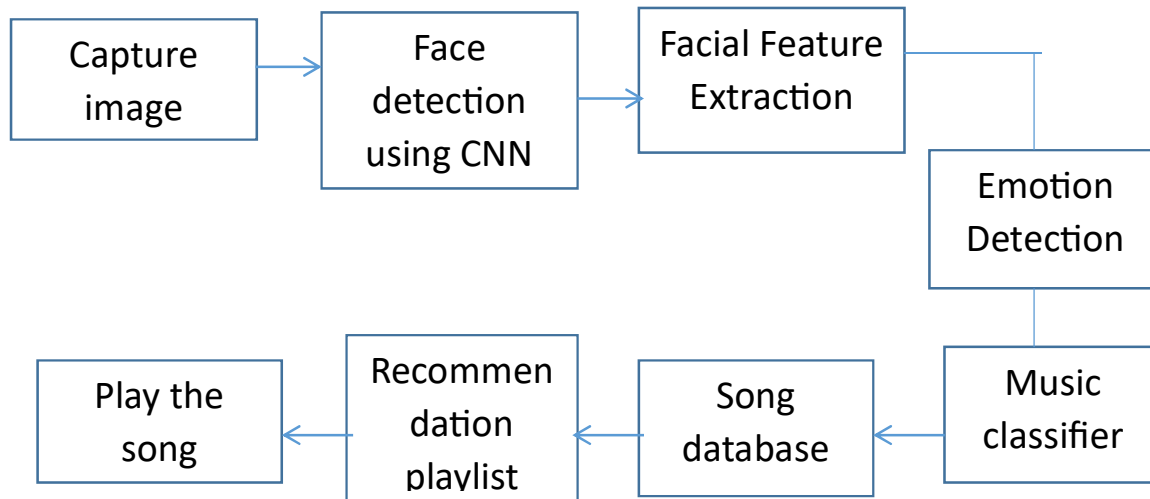 Capture
image
Face
detection
using CNN
Facial Feature
Extraction
Emotion
Detection
Music
classifier
Song
database
Recommen
dation
playlist
Play the
song